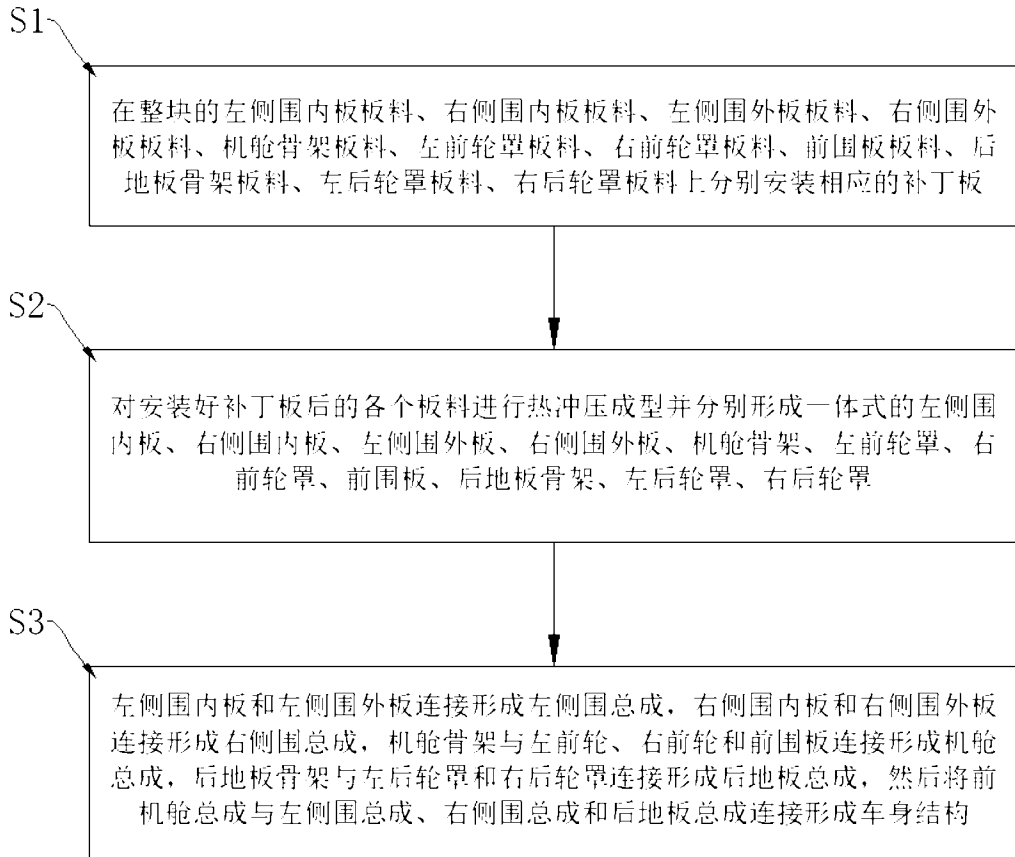 S1
在整块的左侧围内板板料、右侧围内板板料、左侧围外板板料、右侧围外
板板料、机舱骨架板料、左前轮罩板料、右前轮罩板料、前围板板料、后
地板骨架板料、左后轮罩板料、右后轮罩板料上分别安装相应的补丁板
S2
对安装好补丁板后的各个板料进行热冲压成型并分别形成一体式的左侧围
内板、右侧围内板、左侧围外板、右侧围外板、机舱骨架、左前轮罩、右
前轮罩、前围板、后地板骨架、左后轮罩、右后轮罩
S3
左侧围内板和左侧围外板连接形成左侧围总成，右侧围内板和右侧围外板
连接形成右侧围总成，机舱骨架与左前轮、右前轮和前围板连接形成机舱
总成，后地板骨架与左后轮罩和右后轮罩连接形成后地板总成，然后将前
机舱总成与左侧围总成、右侧围总成和后地板总成连接形成车身结构